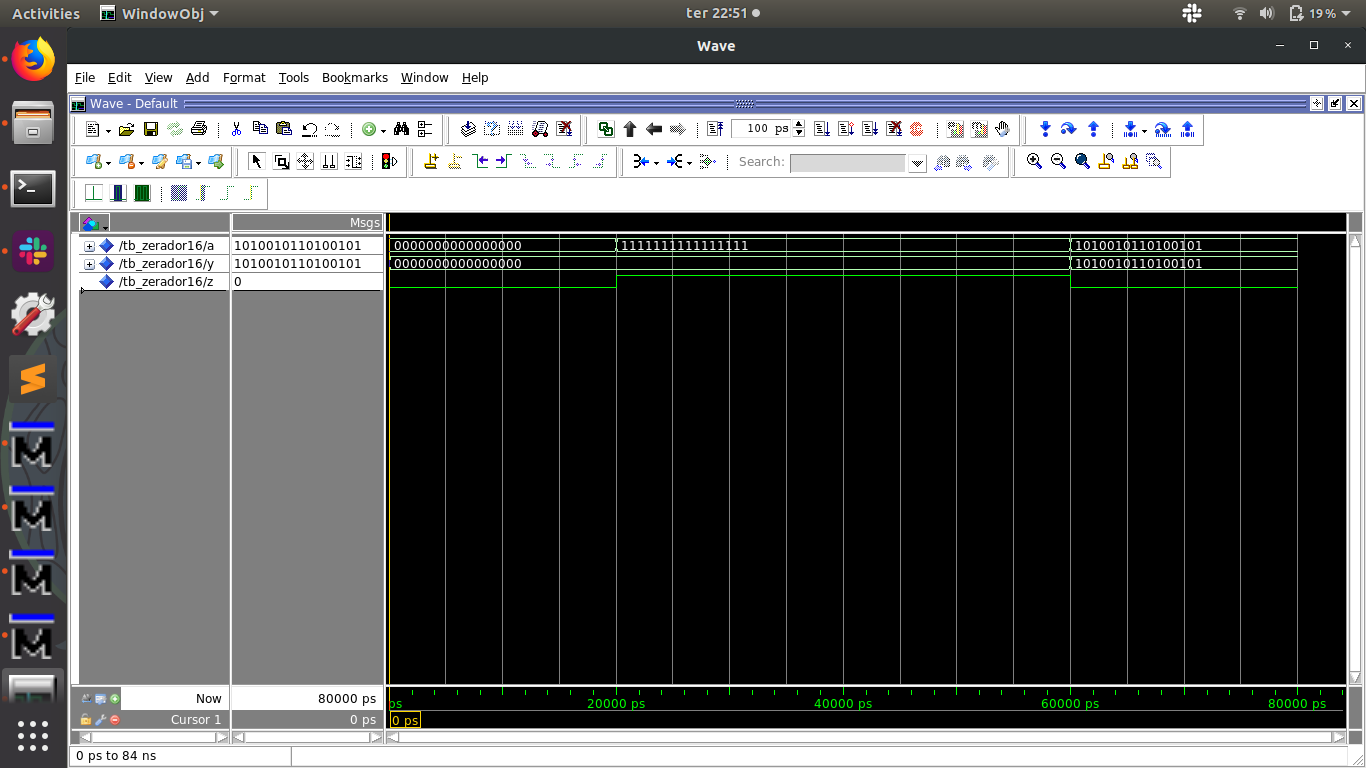 Activities WindowObj ter 22:51 19%
Wave
File Edit View Add Format Tools Bookmarks Window Help
Wave - Default
100 ps
Search:
Msgs
/tb_zerador16/a 1010010110100101 0000000000000000 1111111111111111 1010010110100101
/tb_zerador16/y 1010010110100101 0000000000000000 1010010110100101
/tb_zerador16/z 0
Now 80000 ps ps 20000 ps 40000 ps 60000 ps 80000 ps
Cursor 1 0 ps 0 ps
0 ps to 84 ns